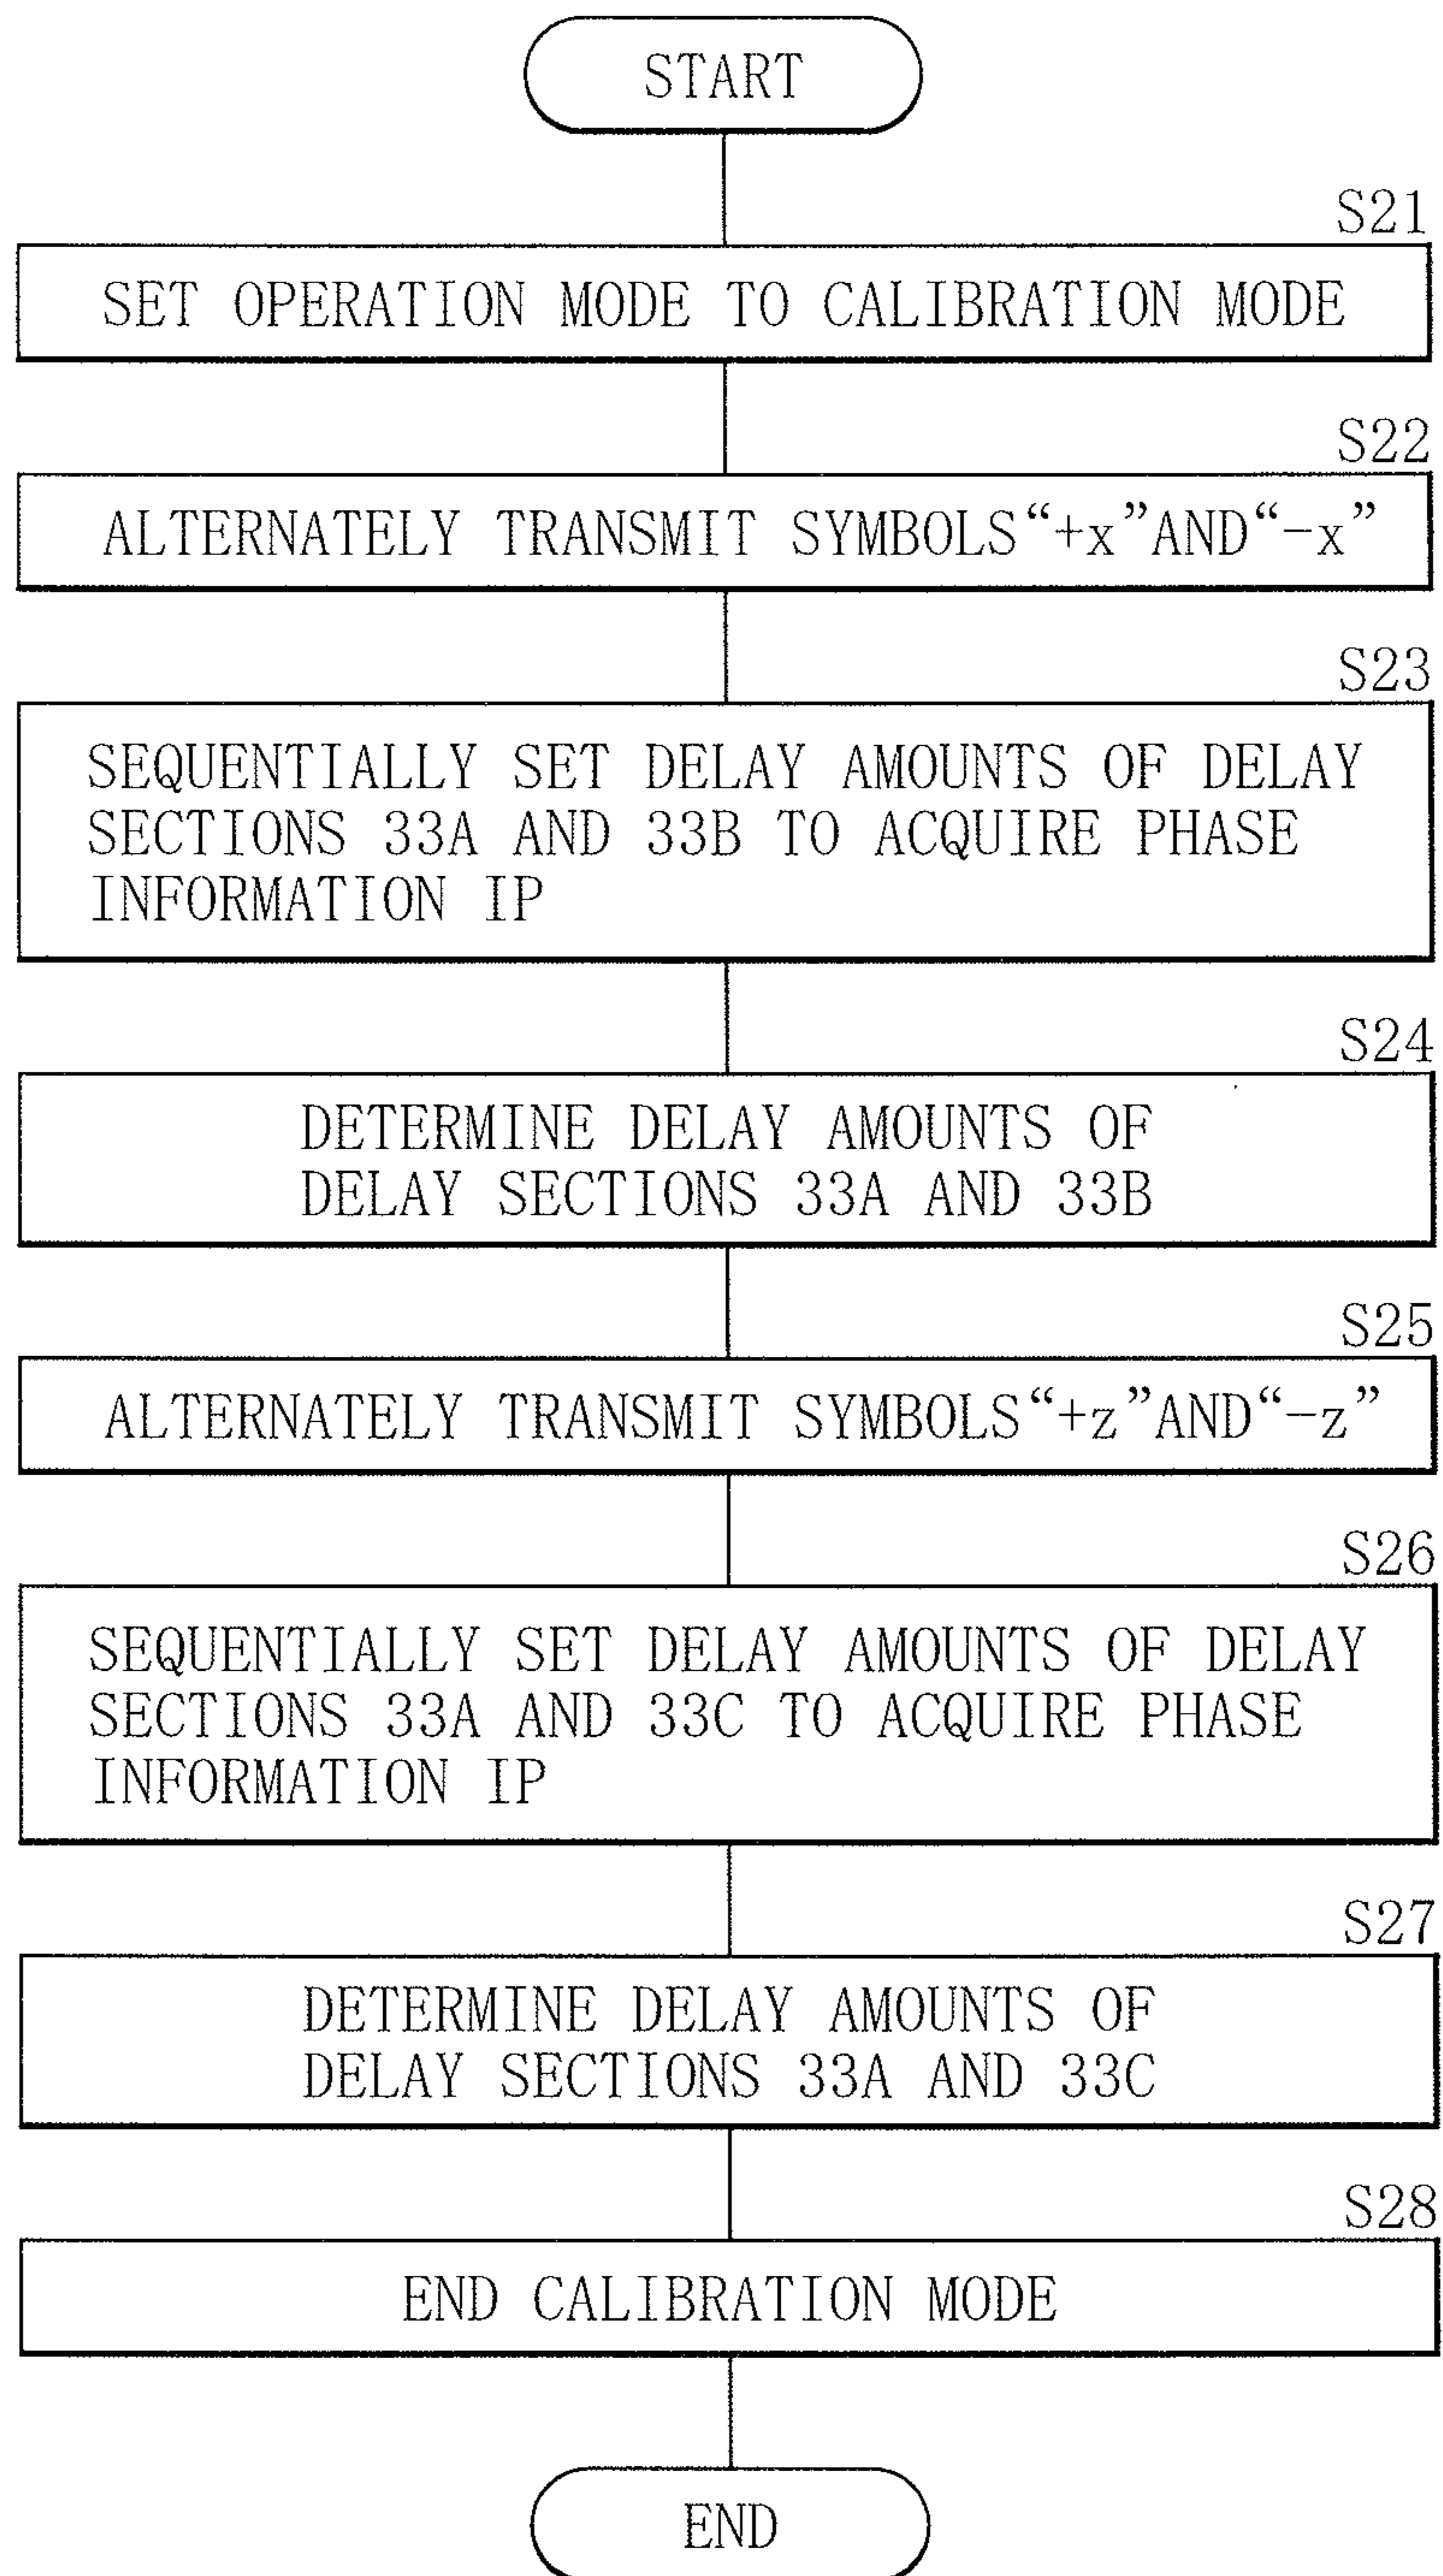 START
S21
SET OPERATION MODE TO CALIBRATION MODE
S22
ALTERNATELY TRANSMIT SYMBOLS“+x”AND“−x”
S23
SEQUENTIALLY SET DELAY AMOUNTS OF DELAY
SECTIONS 33A AND 33B TO ACQUIRE PHASE
INFORMATION IP
S24
DETERMINE DELAY AMOUNTS OF
DELAY SECTIONS 33A AND 33B
S25
ALTERNATELY TRANSMIT SYMBOLS“+z”AND“−z”
S26
SEQUENTIALLY SET DELAY AMOUNTS OF DELAY
SECTIONS 33A AND 33C TO ACQUIRE PHASE
INFORMATION IP
S27
DETERMINE DELAY AMOUNTS OF
DELAY SECTIONS 33A AND 33C
S28
END CALIBRATION MODE
END